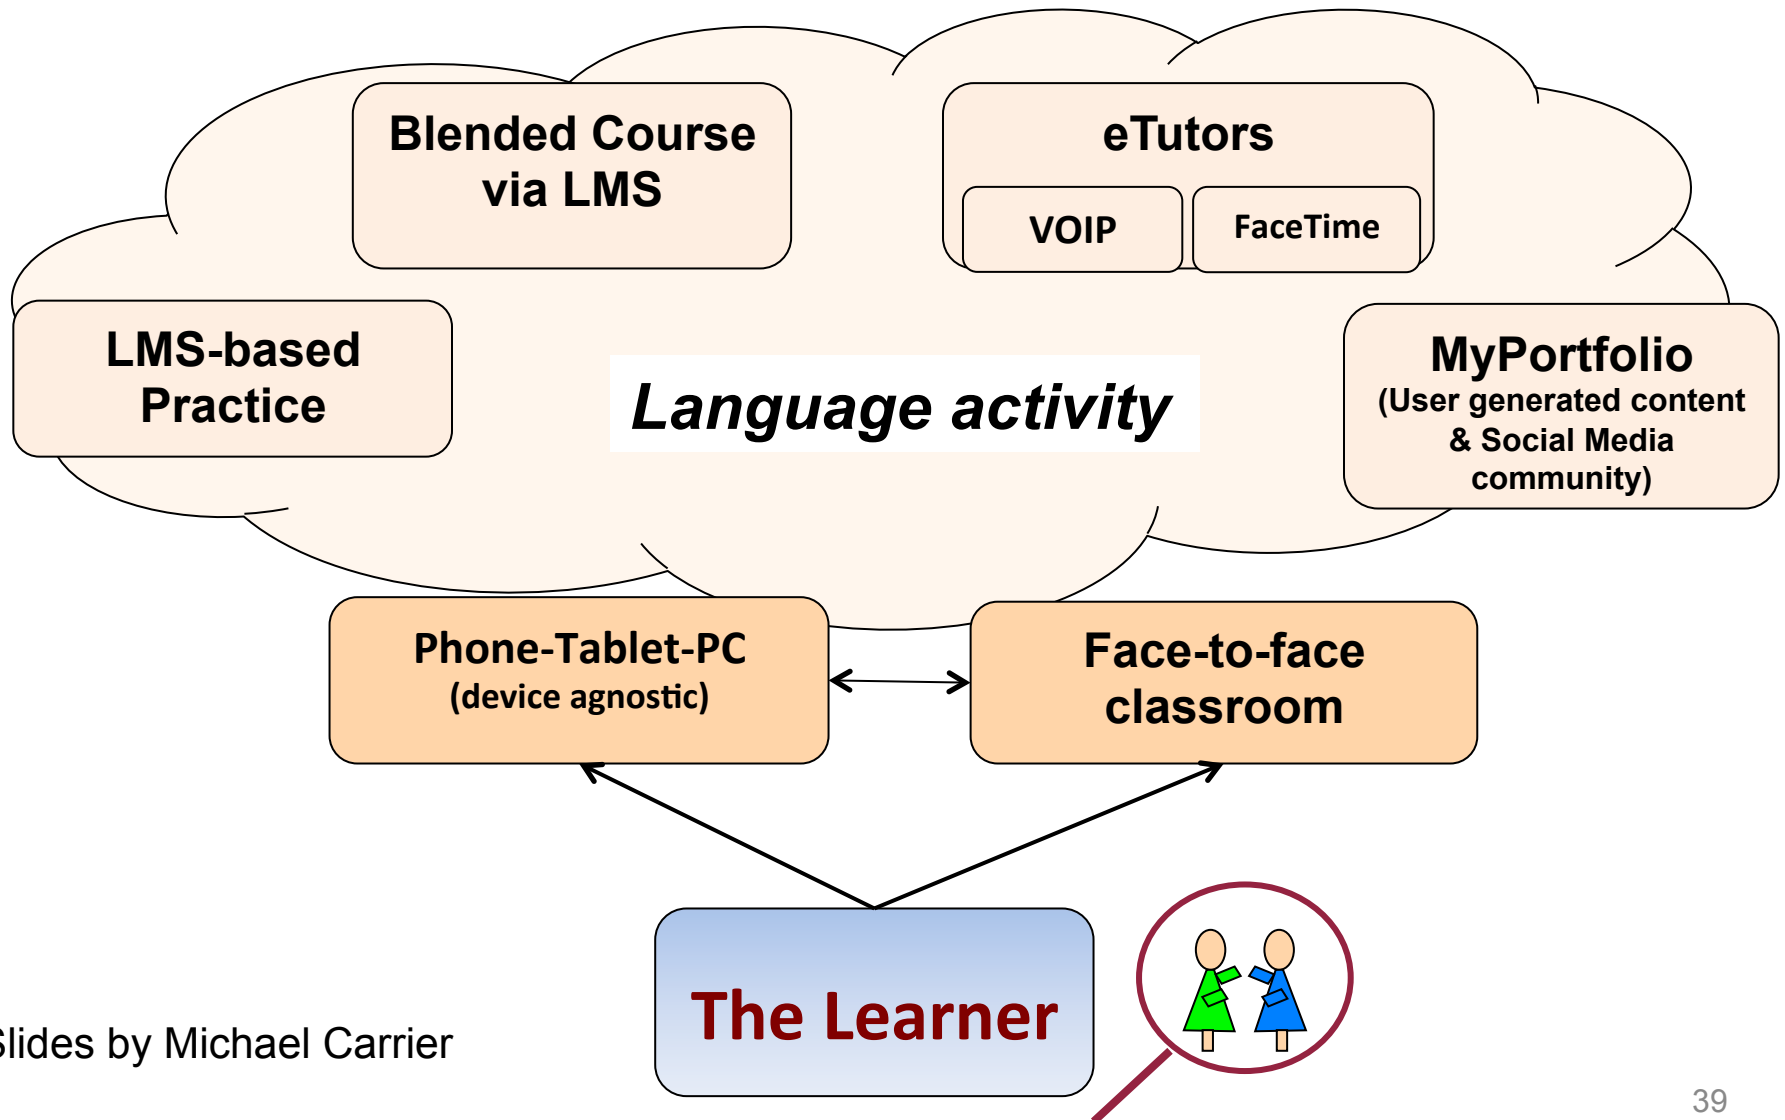 Blended Course
via LMS
eTutors
VOIP
FaceTime
LMS-based
Practice
Language activity
MyPortfolio
(User generated content
& Social Media
community)
Phone-Tablet-PC
(device agnostic)
Face-to-face
classroom
The Learner
Slides by Michael Carrier
39